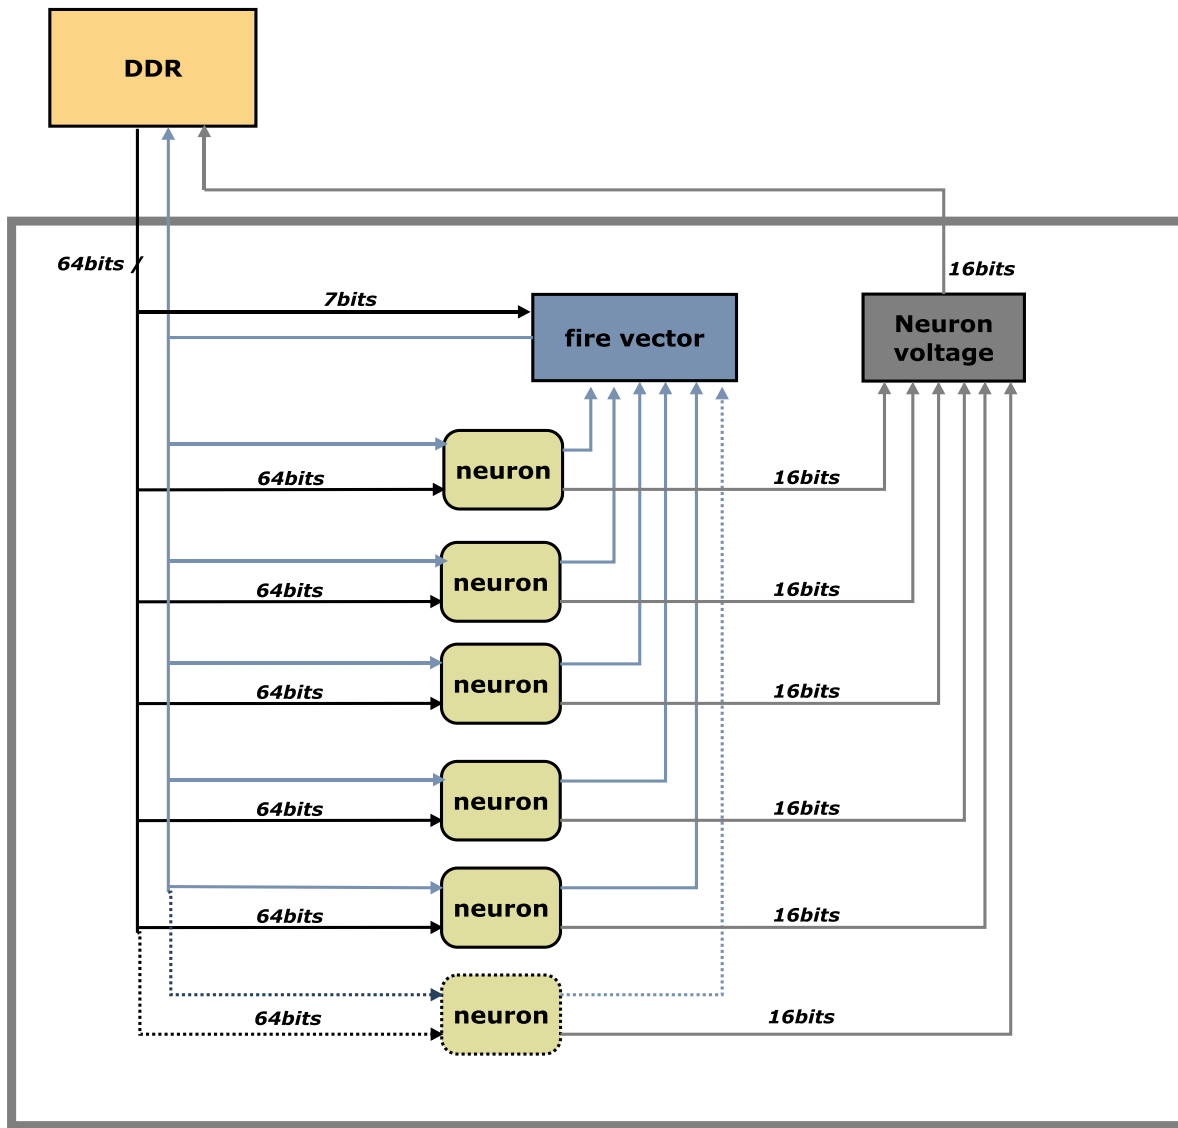 DDR
64bits /
16bits
7bits
fire vector
Neuron
voltage
neuron
64bits
16bits
neuron
64bits
16bits
neuron
64bits
16bits
neuron
64bits
16bits
neuron
64bits
16bits
neuron
64bits
16bits